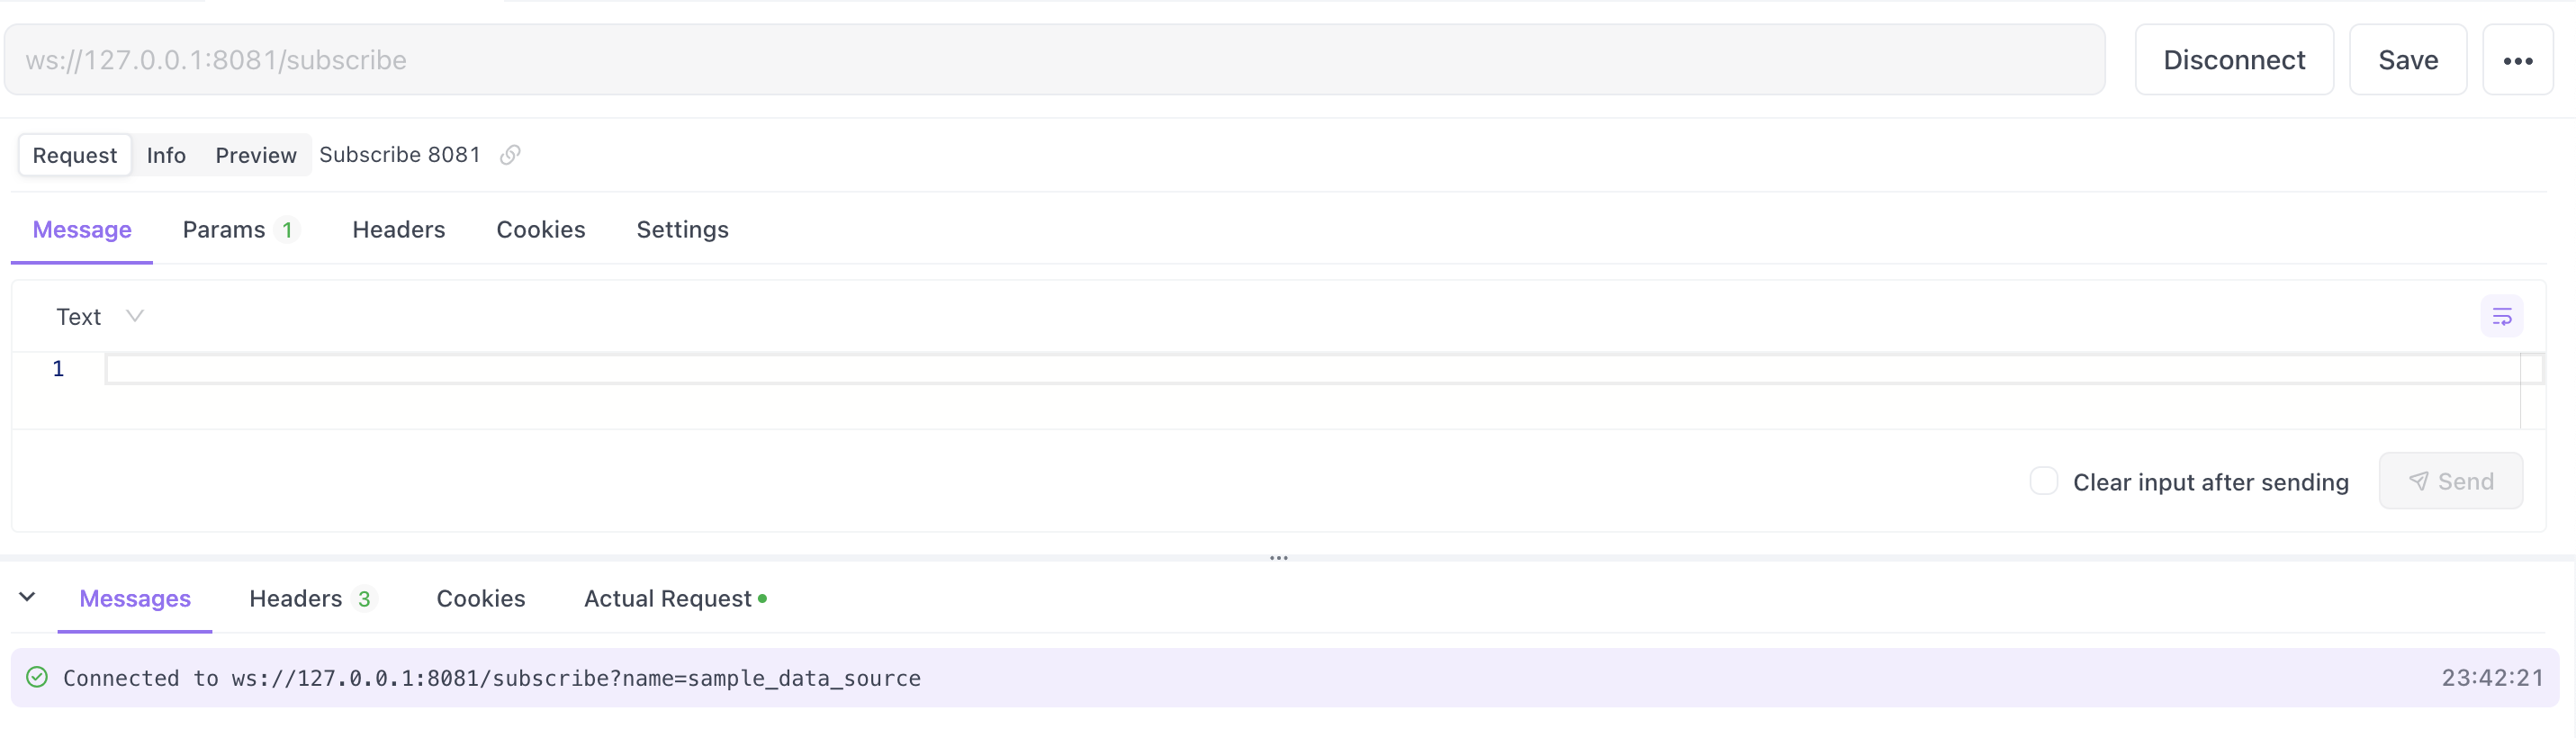 ws://127.0.0.1:8081/subscribe Disconnect Save
Request Info Preview Subscribe 8081
Message Params 1 Headers Cookies Settings
Text
1
Clear input after sending Send
Messages Headers 3 Cookies Actual Request
Connected to ws://127.0.0.1:8081/subscribe?name=sample_data_source 23:42:21